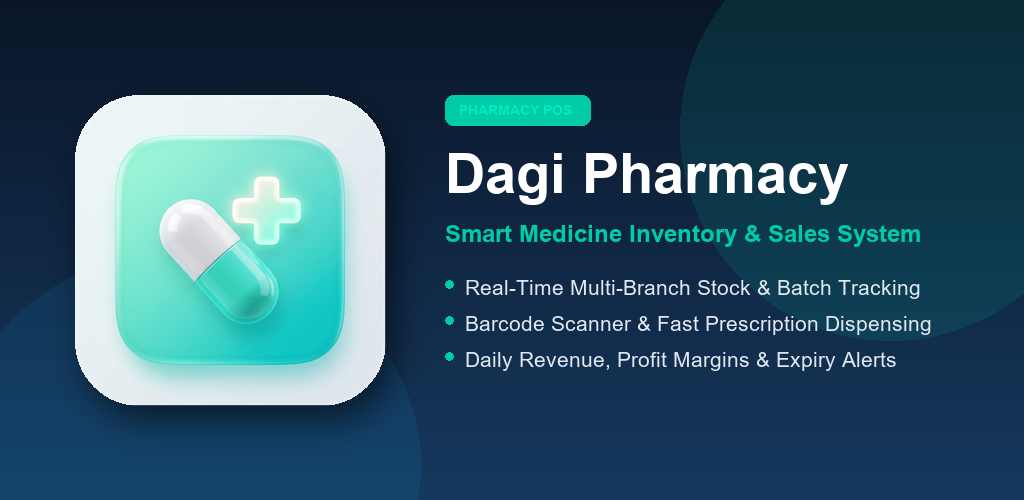 PHARMACY POS
Dagi Pharmacy
Smart Medicine Inventory & Sales System
Real-Time Multi-Branch Stock & Batch Tracking
Barcode Scanner & Fast Prescription Dispensing
Daily Revenue, Profit Margins & Expiry Alerts